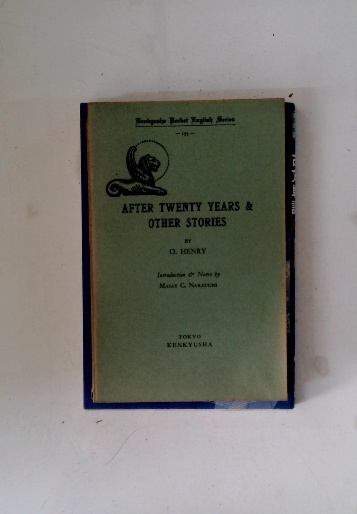 Kenkyusha Pocket English Series
AFTER TWENTY YEARS &
OTHER STORIES
BY
O. HENRY
Introduction & Notes by
TOKYO
KENKYUSHA